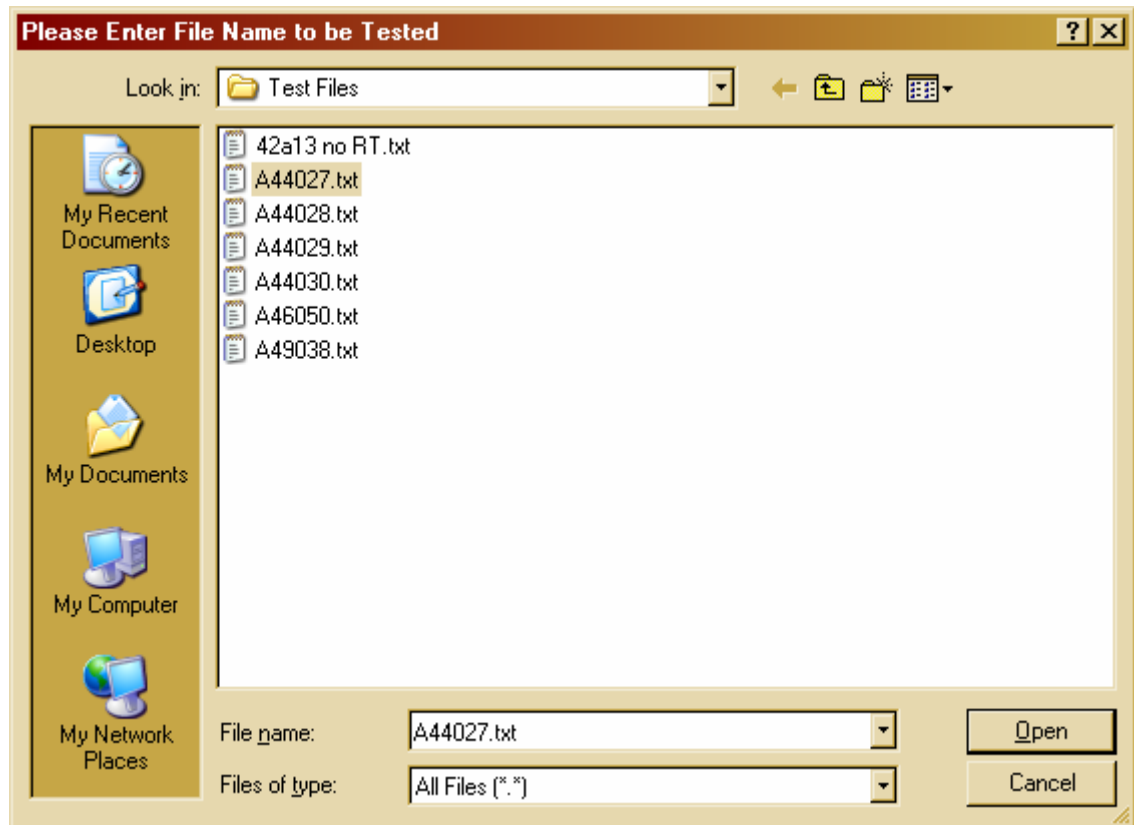 Please Enter File Name to be Tested
Look in:
Test Files
My Recent
Documents
Desktop
My Documents
My Computer
My Network
Places
42a13 no RT.txt
A44027.txt
A44028.txt
A44029.txt
A44030.txt
A46050.txt
A49038.txt
File name:
A44027.txt
Open
Files of type:
All Files (*.*)
Cancel